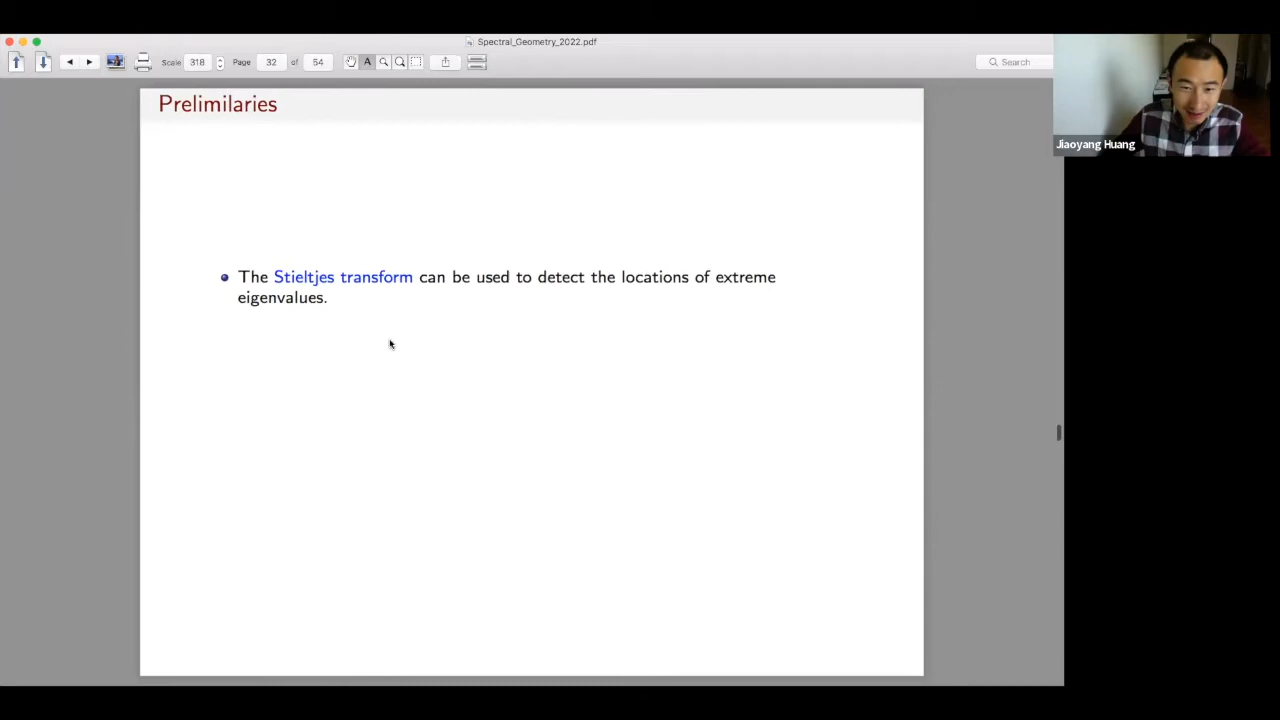 Spectral_Geometry_2022.pdf
Scale 318 Page 32 of 54 A Search
Prelimilaries
Jiaoyang Huang
The Stieltjes transform can be used to detect the locations of extreme
eigenvalues.